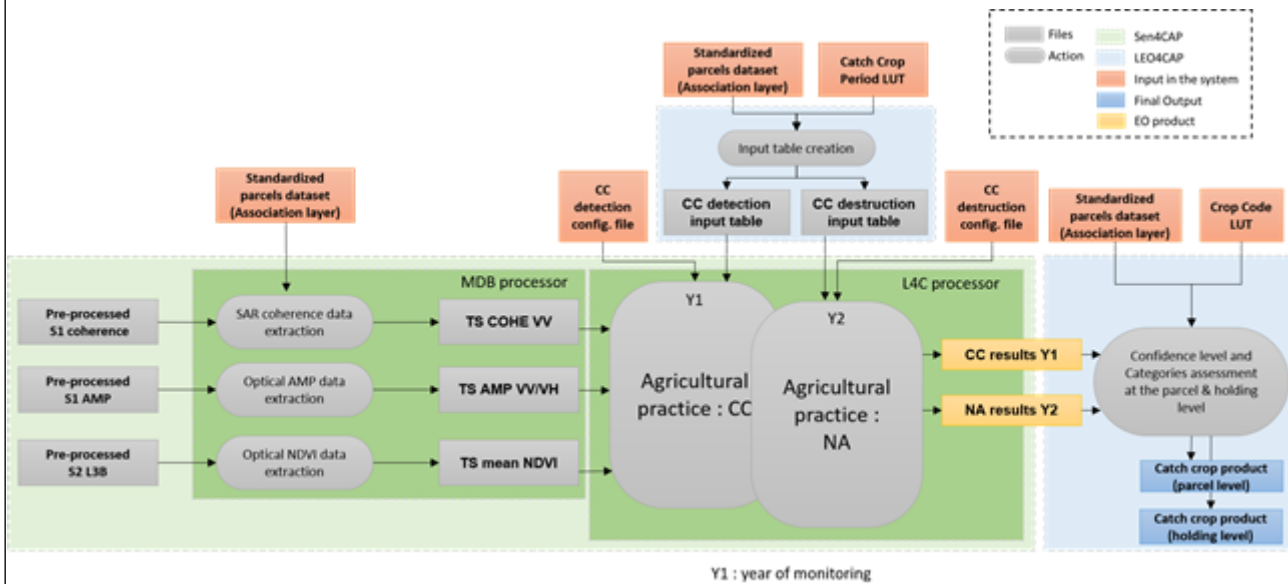 Files
Action
Sen4CAP
LEO4CAP
Input in the system
Final Output
EO product
Standardized
parcels dataset
(Association layer)
Catch Crop
Period LUT
Input table creation
Standardized
parcels dataset
(Association layer)
CC
detection
config. file
CC detection
input table
CC destruction
input table
CC
destruction
config. file
Standardized
parcels dataset
(Association layer)
Crop Code
LUT
MDB processor
L4C processor
Pre-processed
S1 coherence
SAR coherence data
extraction
TS COHE VV
Pre-processed
S1 AMP
Optical AMP data
extraction
TS AMP VV/VH
Pre-processed
S2 L3B
Optical NDVI data
extraction
TS mean NDVI
Y1
Agricultural
practice : CC
Y2
Agricultural
practice :
NA
CC results Y1
NA results Y2
Confidence level and
Categories assessment
at the parcel & holding
level
Catch crop product
(parcel level)
Catch crop product
(holding level)
Y1 : year of monitoring